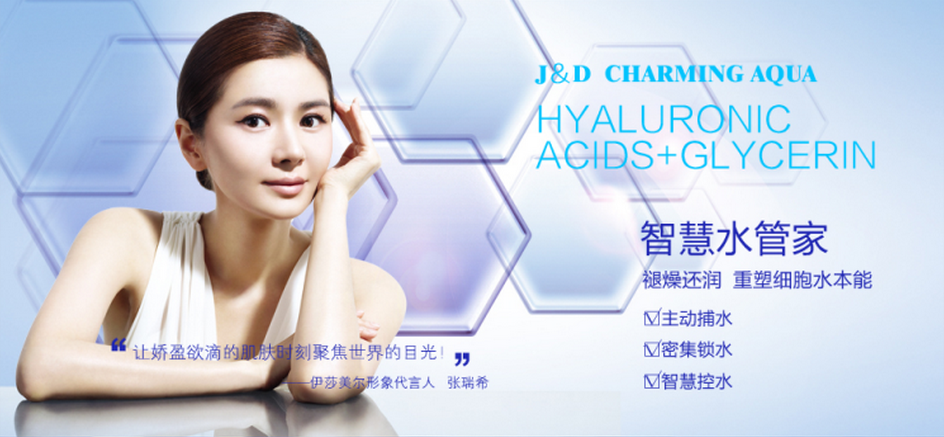 J&D CHARMING AQUA
HYALURONIC
ACIDS+GLYCERIN
智慧水管家
褪燥还润 重塑细胞水本能
☑主动捕水
☑密集锁水
☑智慧控水
“ 让娇盈欲滴的肌肤时刻聚焦世界的目光! ”
——伊莎美尔形象代言人 张瑞希